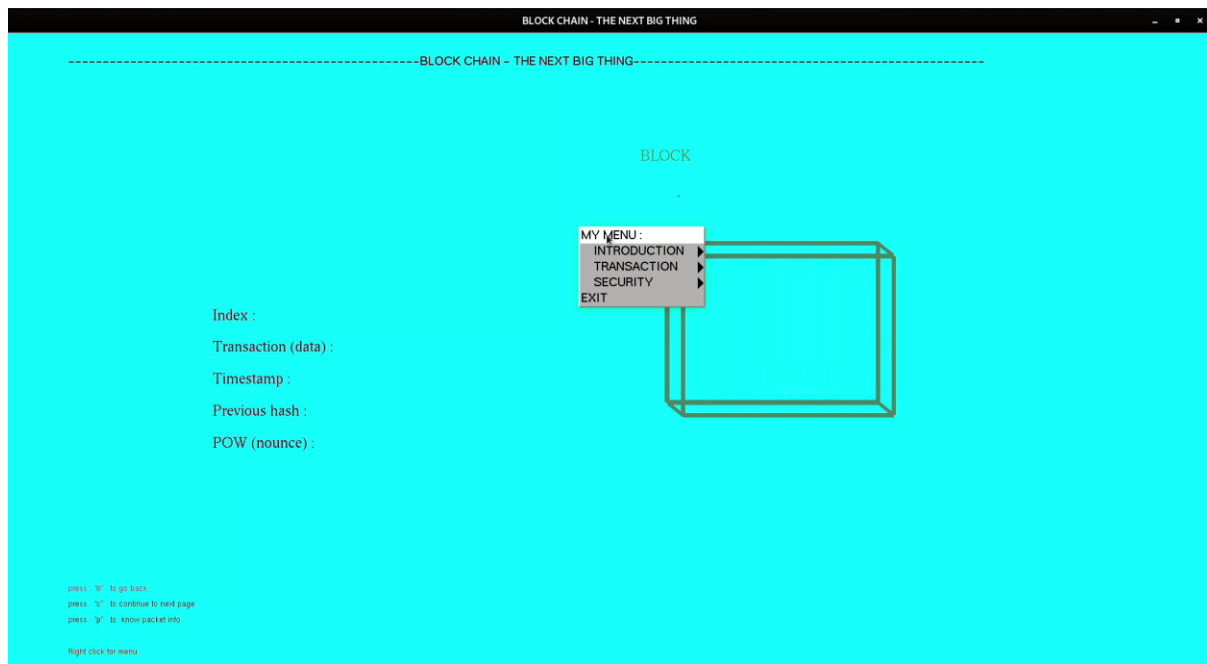 BLOCK CHAIN - THE NEXT BIG THING
--------------------------------------------------BLOCK CHAIN - THE NEXT BIG THING--------------------------------------------------
BLOCK
MY MENU :
INTRODUCTION
TRANSACTION
SECURITY
EXIT
Index :
Transaction (data) :
Timestamp :
Previous hash :
POW (nounce) :
press 'b' to go back
press 'c' to continue to next page
press 'p' to know packet info
Right click for menu